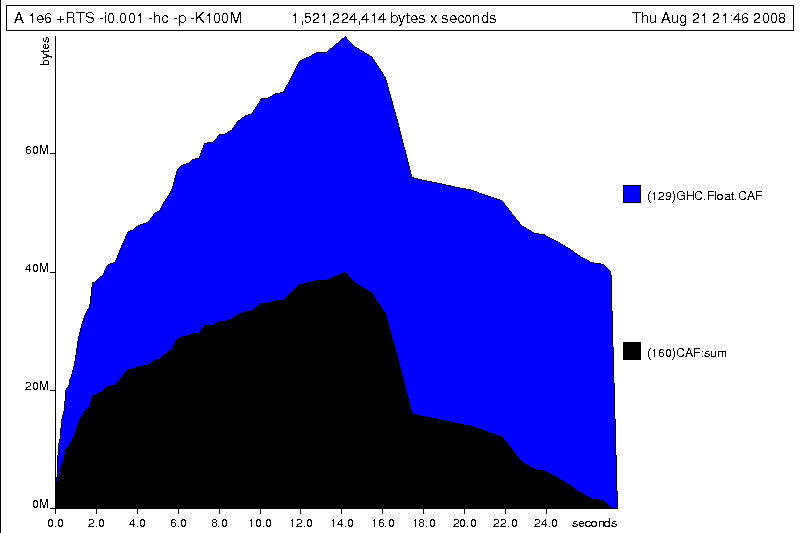 A 1e6 +RTS -i0.001 -hc -p -K100M 1,521,224,414 bytes x seconds Thu Aug 21 21:46 2008
bytes
60M
40M
20M
0M
(129)GHC.Float.CAF
(160)CAF:sum
0.0 2.0 4.0 6.0 8.0 10.0 12.0 14.0 16.0 18.0 20.0 22.0 24.0 seconds